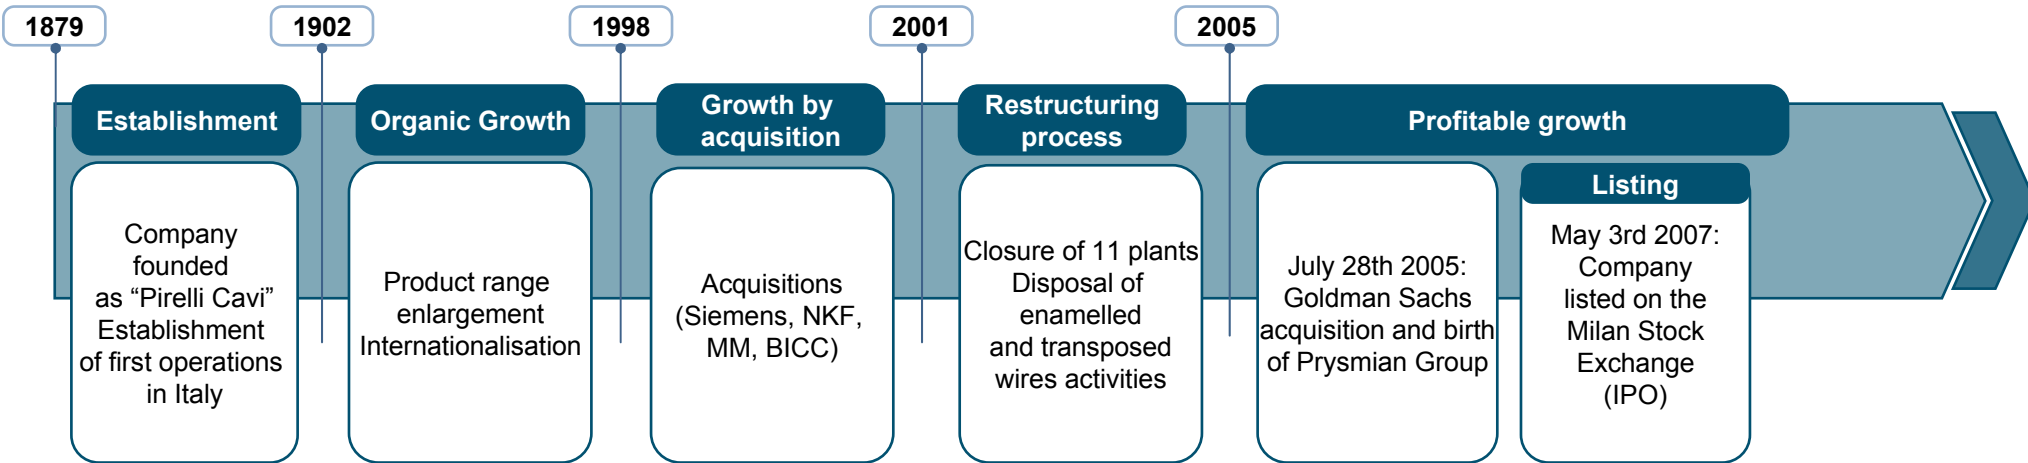 1879
1902
1998
2001
2005
Establishment
Organic Growth
Growth by
acquisition
Restructuring
process
Profitable growth
Company
founded
as “Pirelli Cavi”
Establishment
of first operations
in Italy
Product range
enlargement
Internationalisation
Acquisitions
(Siemens, NKF,
MM, BICC)
Closure of 11 plants
Disposal of
enamelled
and transposed
wires activities
July 28th 2005:
Goldman Sachs
acquisition and birth
of Prysmian Group
Listing
May 3rd 2007:
Company
listed on the
Milan Stock
Exchange
(IPO)